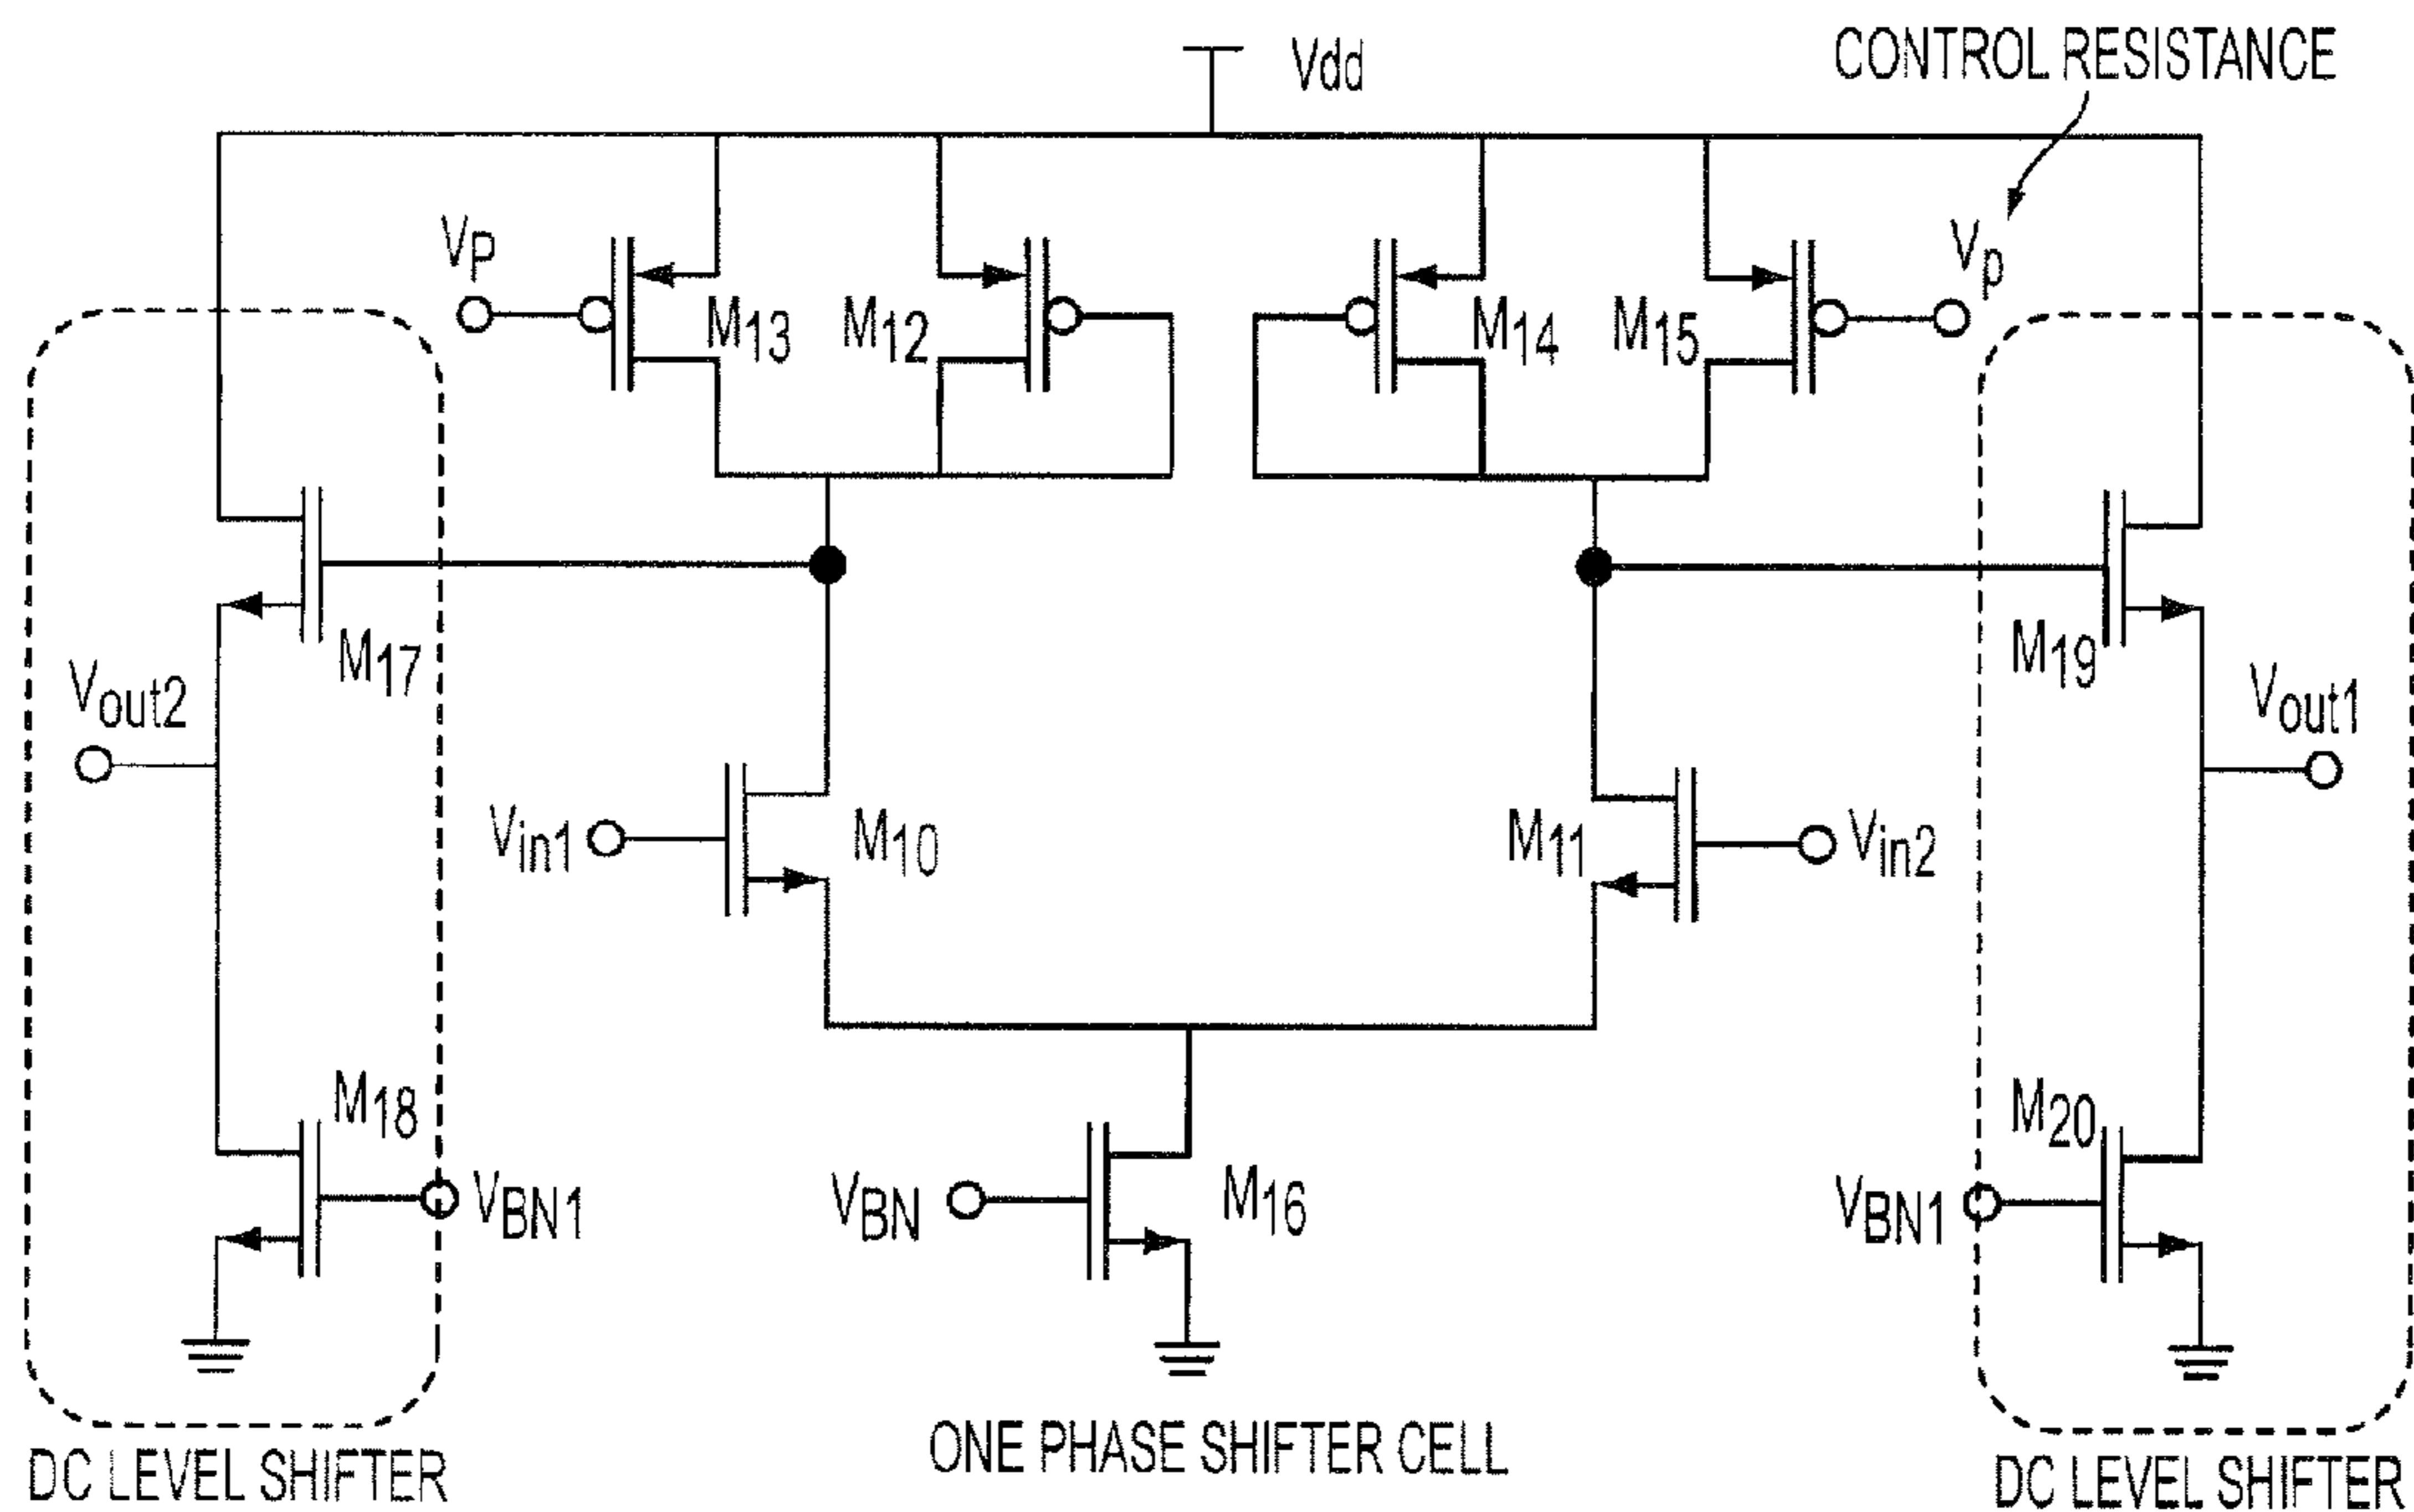 Vdd
CONTROL RESISTANCE
VP
M13
M12
M14
M15
Vp
M17
M19
Vout2
Vout1
Vin1
M10
M11
Vin2
M18
VBN1
VBN
M16
VBN1
M20
DC LEVEL SHIFTER
ONE PHASE SHIFTER CELL
DC LEVEL SHIFTER